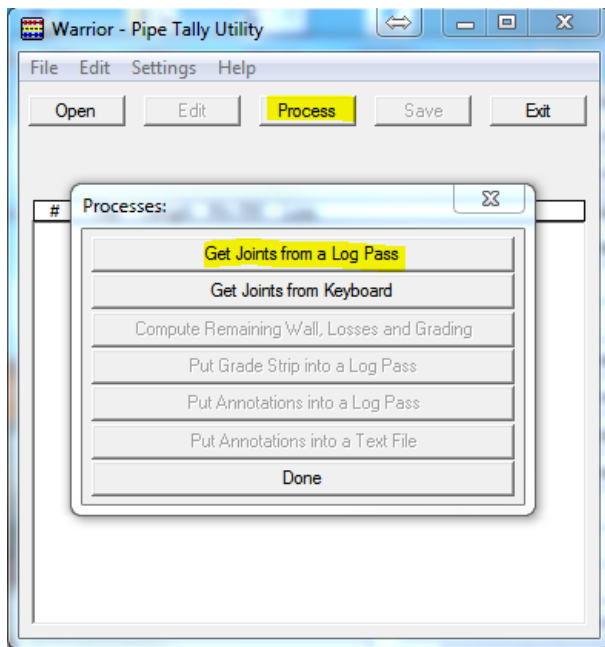 Warrior - Pipe Tally Utility
File Edit Settings Help
Open Edit Process Save Exit
Processes:
#
Get Joints from a Log Pass
Get Joints from Keyboard
Compute Remaining Wall, Losses and Grading
Put Grade Strip into a Log Pass
Put Annotations into a Log Pass
Put Annotations into a Text File
Done